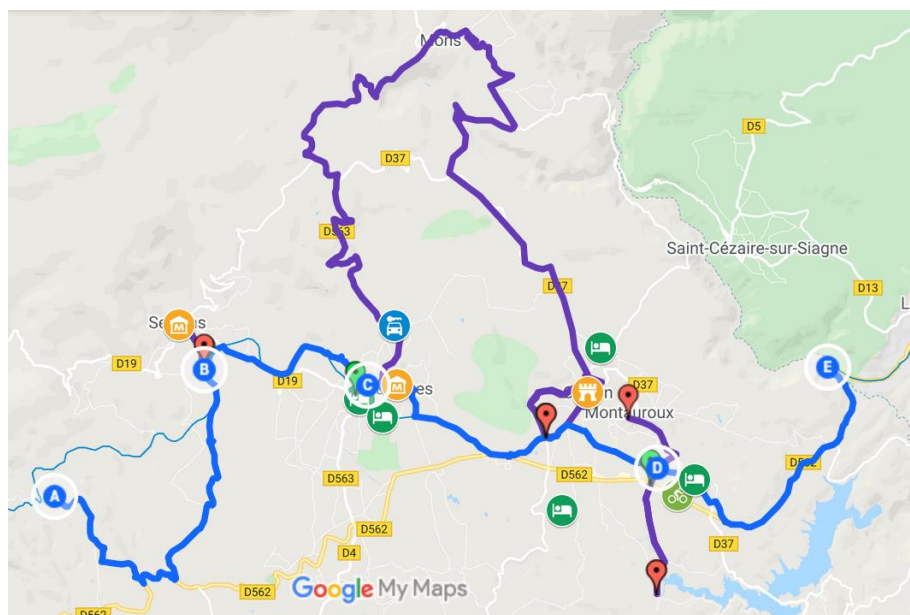 Mons
D5
D37
Saint-Cézaire-sur-Siagne
D563
D13
D19
B
D19
C
E
D37
Montauroux
D562
D
D562
A
D563
D562
D4
D37
D562
D562
Google My Maps